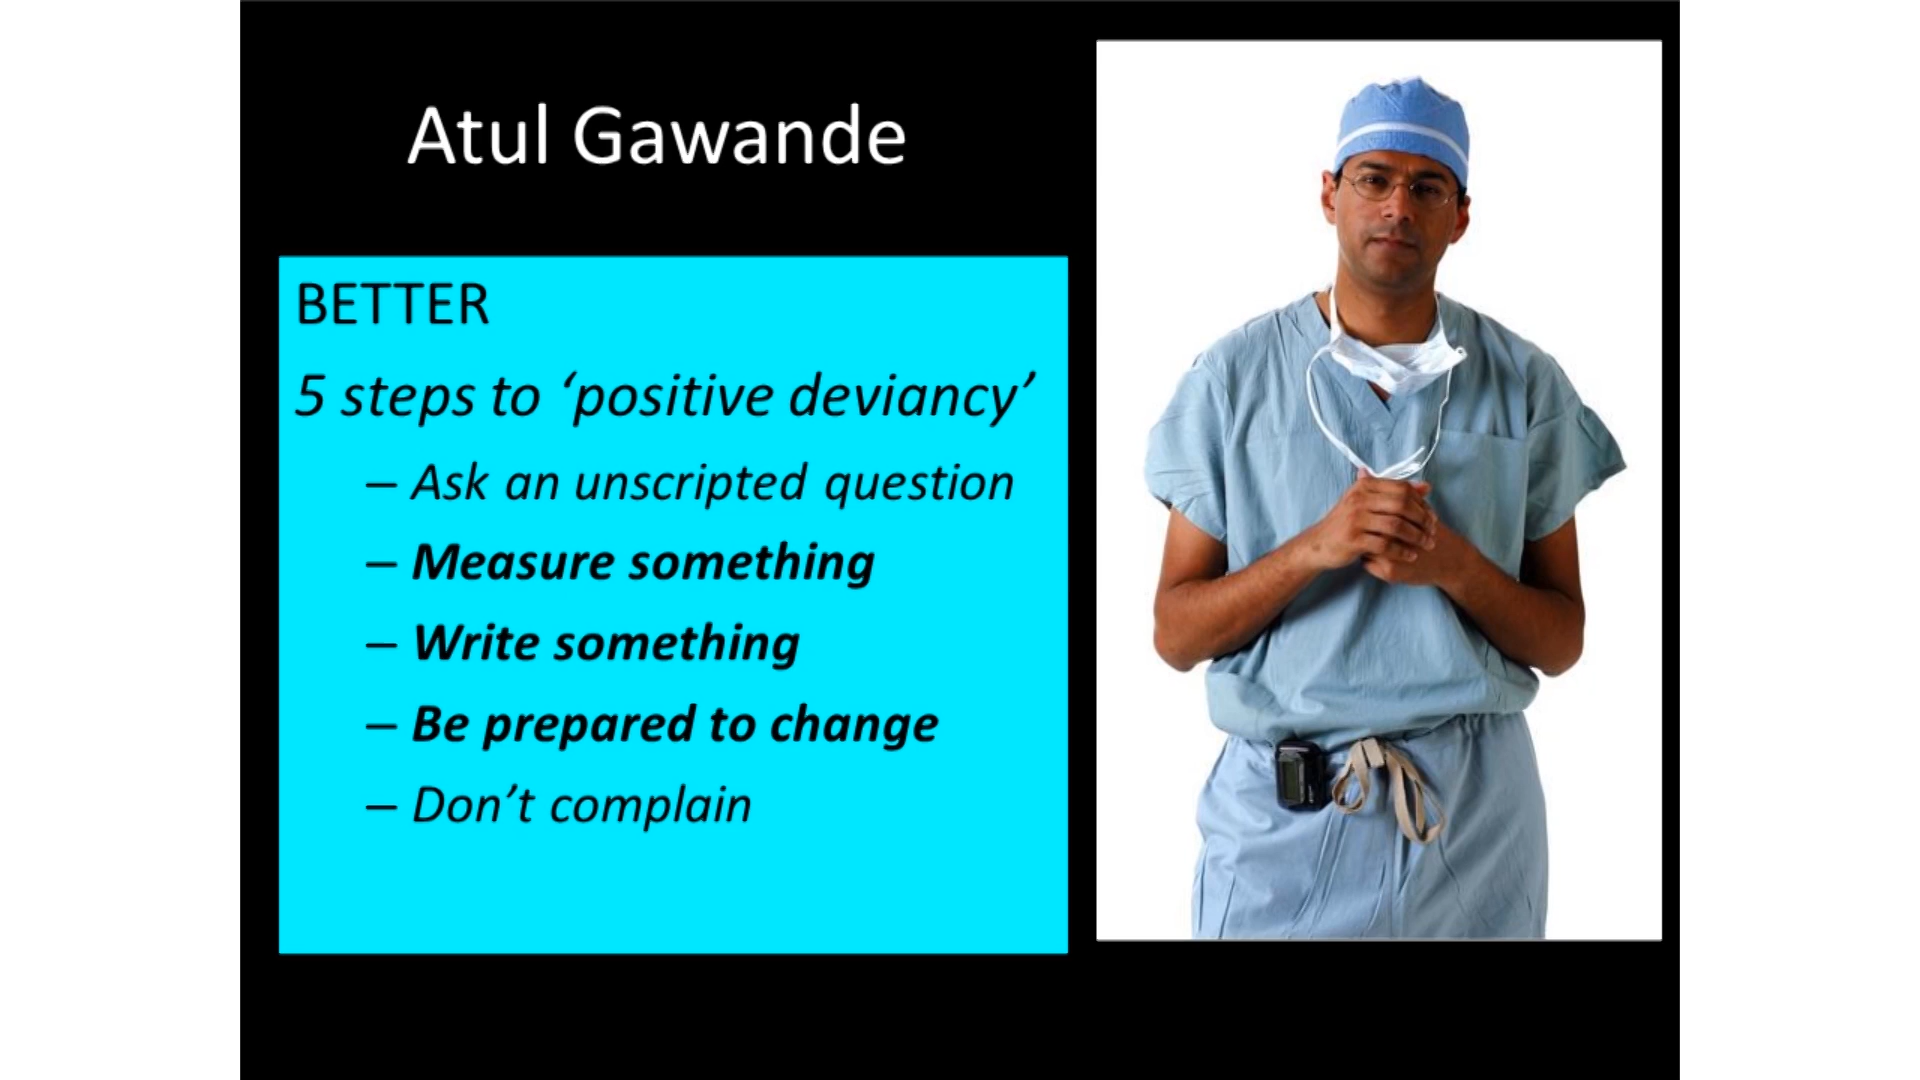 Atul Gawande
BETTER
5 steps to ‘positive deviancy’
– Ask an unscripted question
– Measure something
– Write something
– Be prepared to change
– Don’t complain